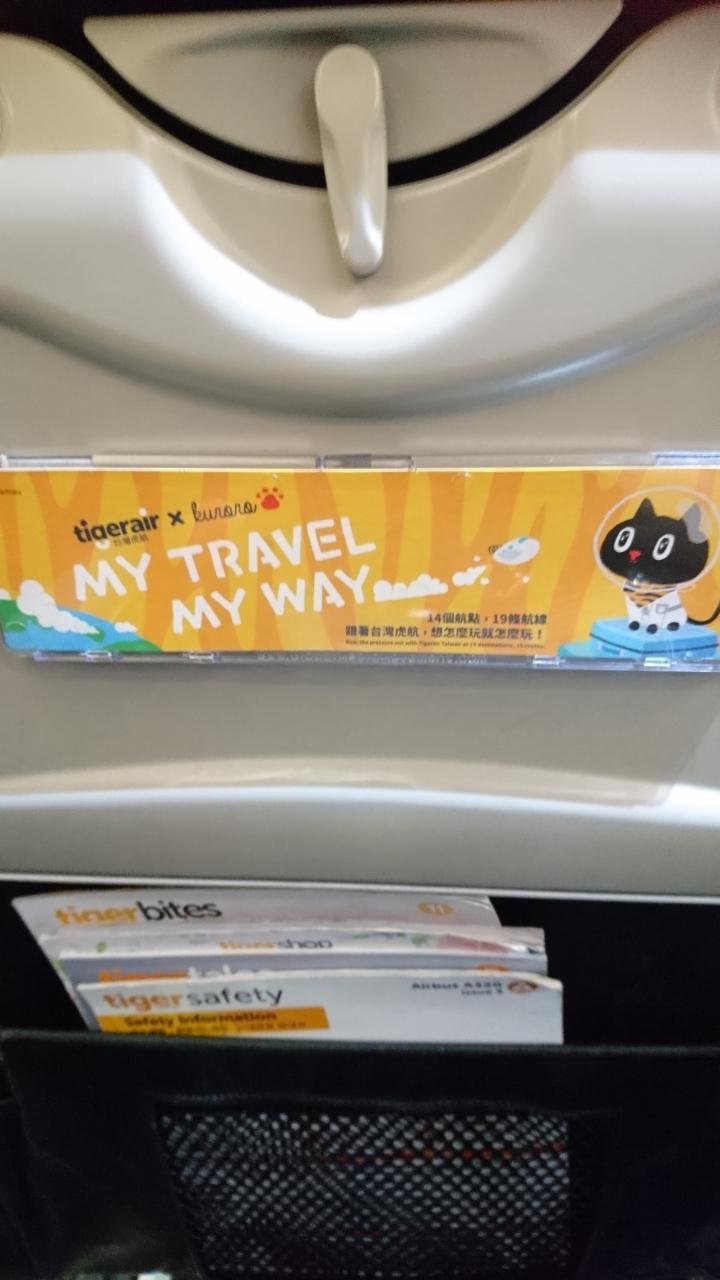 tigerair × kuroro
台灣虎航
MY TRAVEL
MY WAY
14個航點，19條航線
跟著台灣虎航，想怎麼玩就怎麼玩！
tigerbites
tigershop
tigertales
tigersafety
Airbus A320
Issue
Safety Information